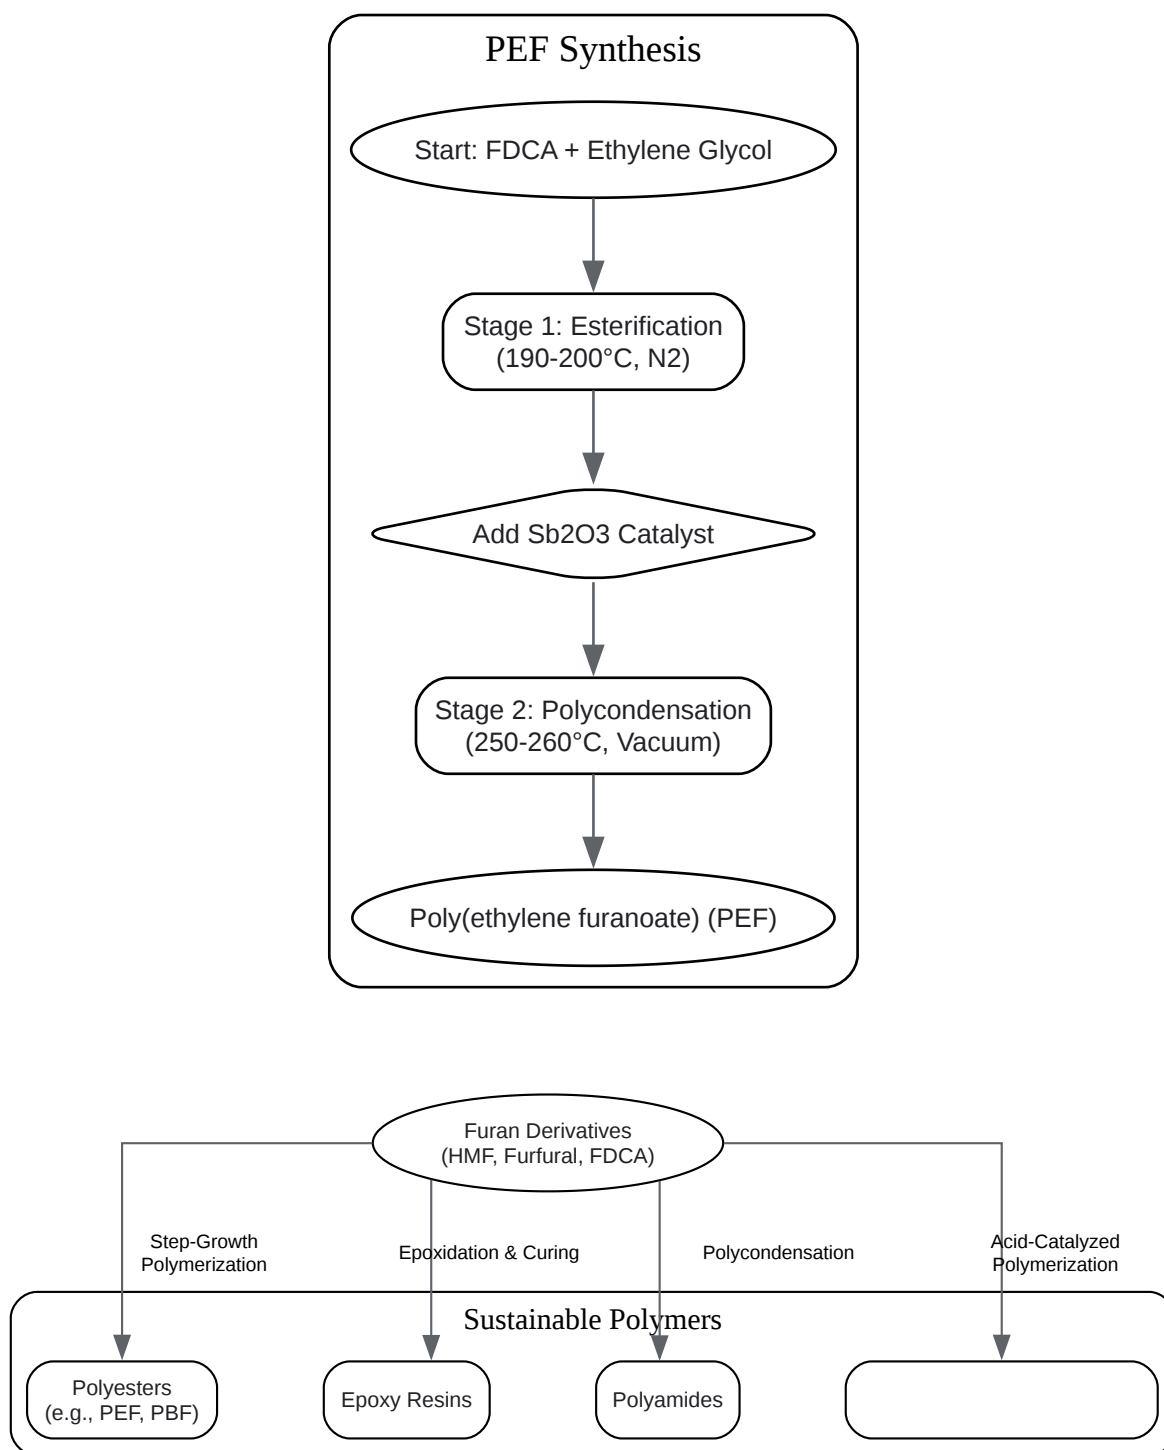 PEF Synthesis
Start: FDCA + Ethylene Glycol
Stage 1: Esterification
(190-200°C, N2)
Add Sb2O3 Catalyst
Stage 2: Polycondensation
(250-260°C, Vacuum)
Poly(ethylene furanoate) (PEF)
Furan Derivatives
(HMF, Furfural, FDCA)
Step-Growth
Polymerization
Epoxidation & Curing
Polycondensation
Acid-Catalyzed
Polymerization
Sustainable Polymers
Polyesters
(e.g., PEF, PBF)
Epoxy Resins
Polyamides